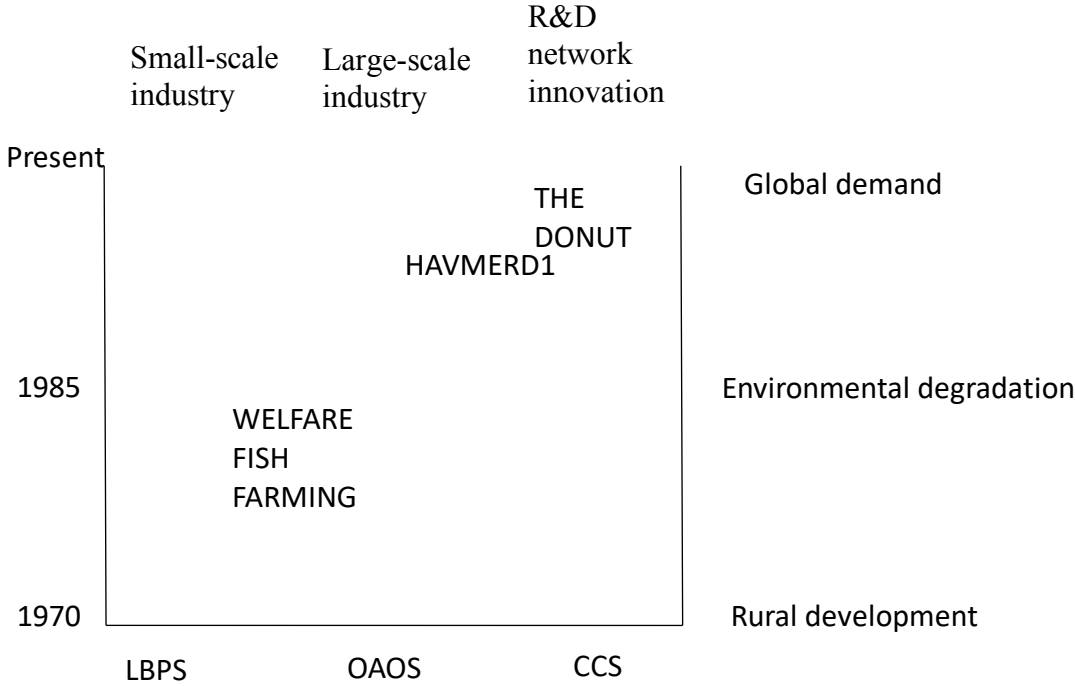 Small-scale
industry
Large-scale
industry
R&D
network
innovation
Present
Global demand
THE
DONUT
HAVMERD1
1985
Environmental degradation
WELFARE
FISH
FARMING
1970
Rural development
LBPS
OAOS
CCS